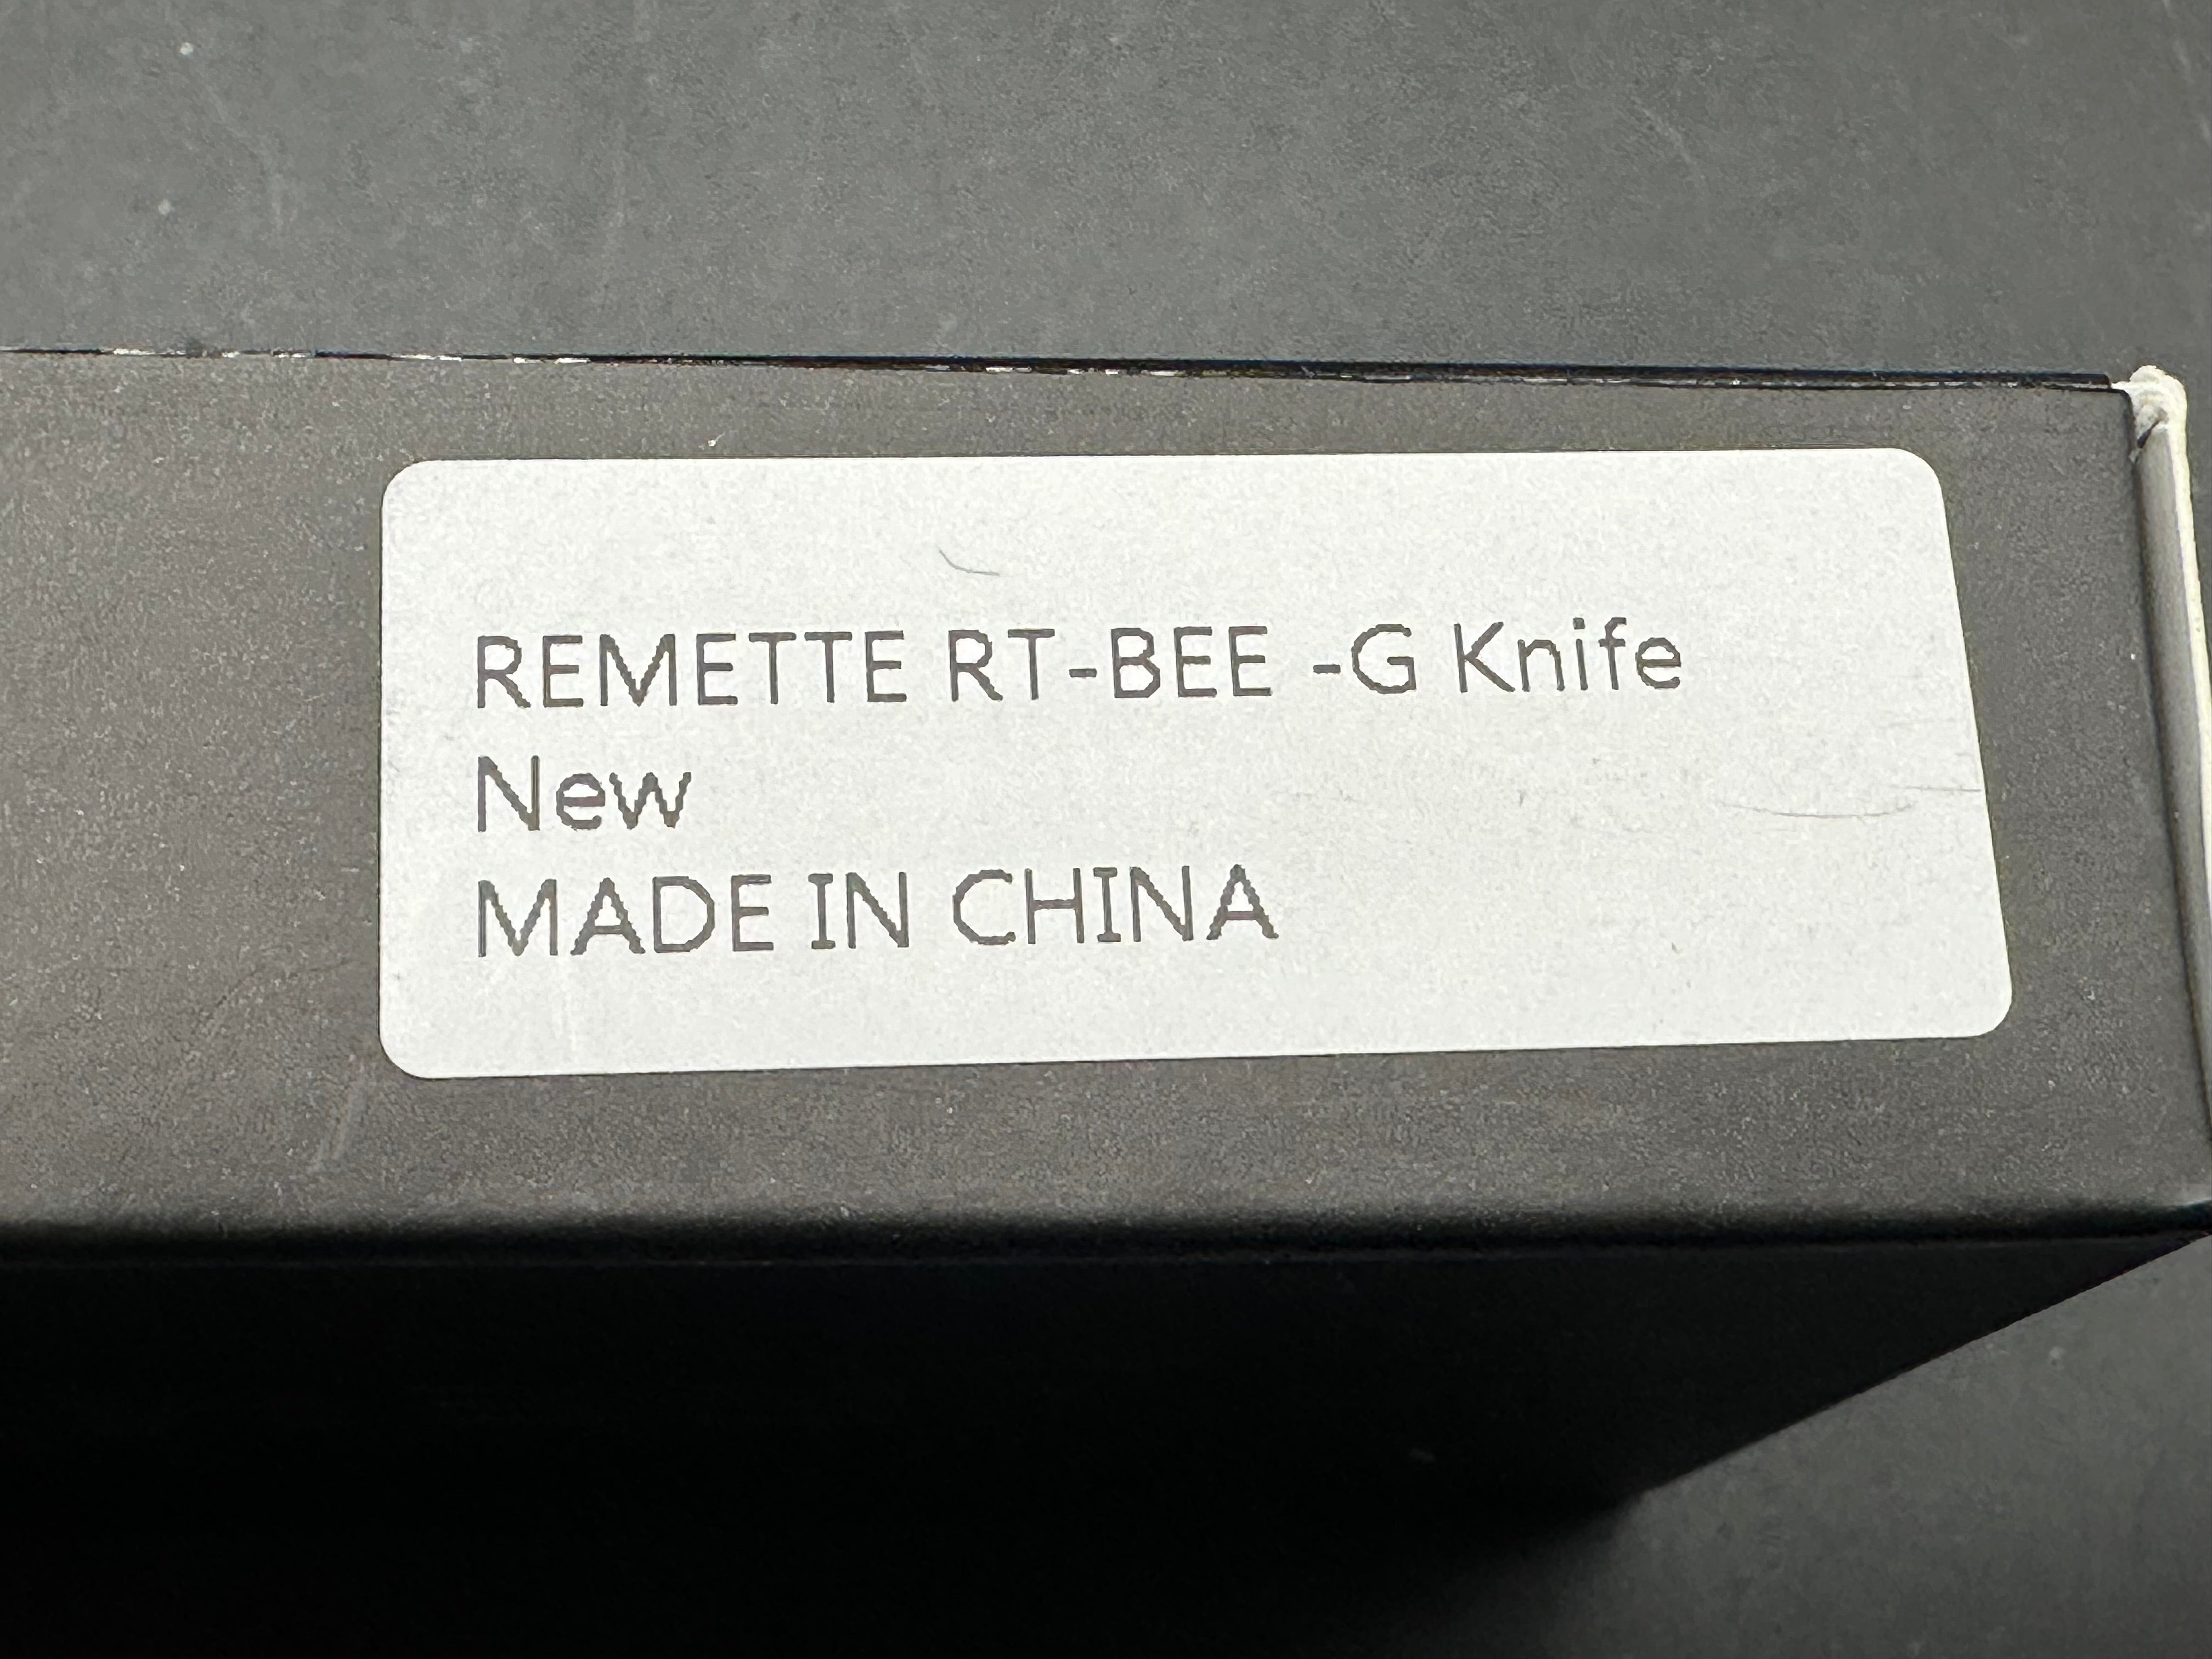 REMETTE RT-BEE -G Knife
New
MADE IN CHINA